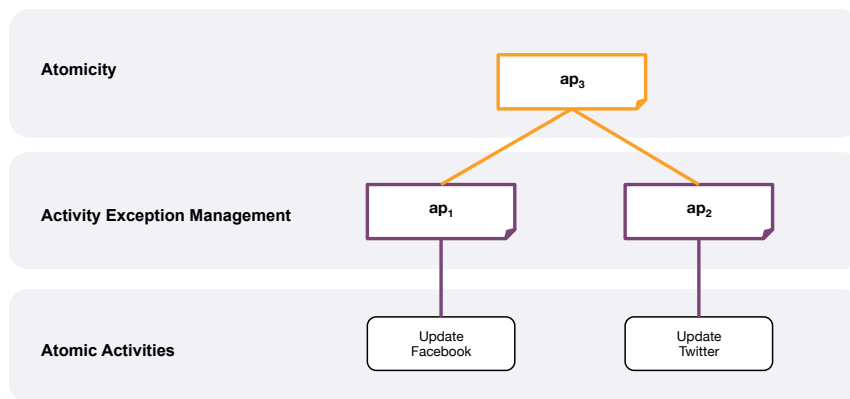 Atomicity
ap₃
Activity Exception Management
ap₁
ap₂
Atomic Activities
Update
Facebook
Update
Twitter